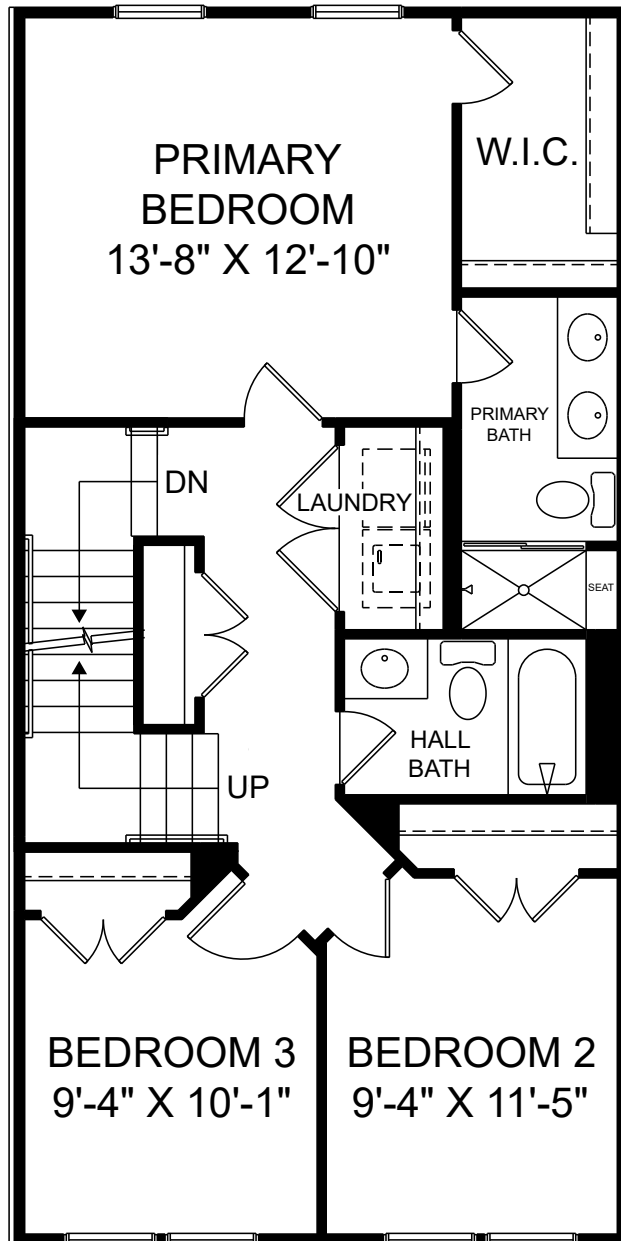 PRIMARY
BEDROOM
13'-8" X 12'-10"
W.I.C.
PRIMARY
BATH
DN
LAUNDRY
SEAT
HALL
BATH
UP
BEDROOM 3
9'-4" X 10'-1"
BEDROOM 2
9'-4" X 11'-5"